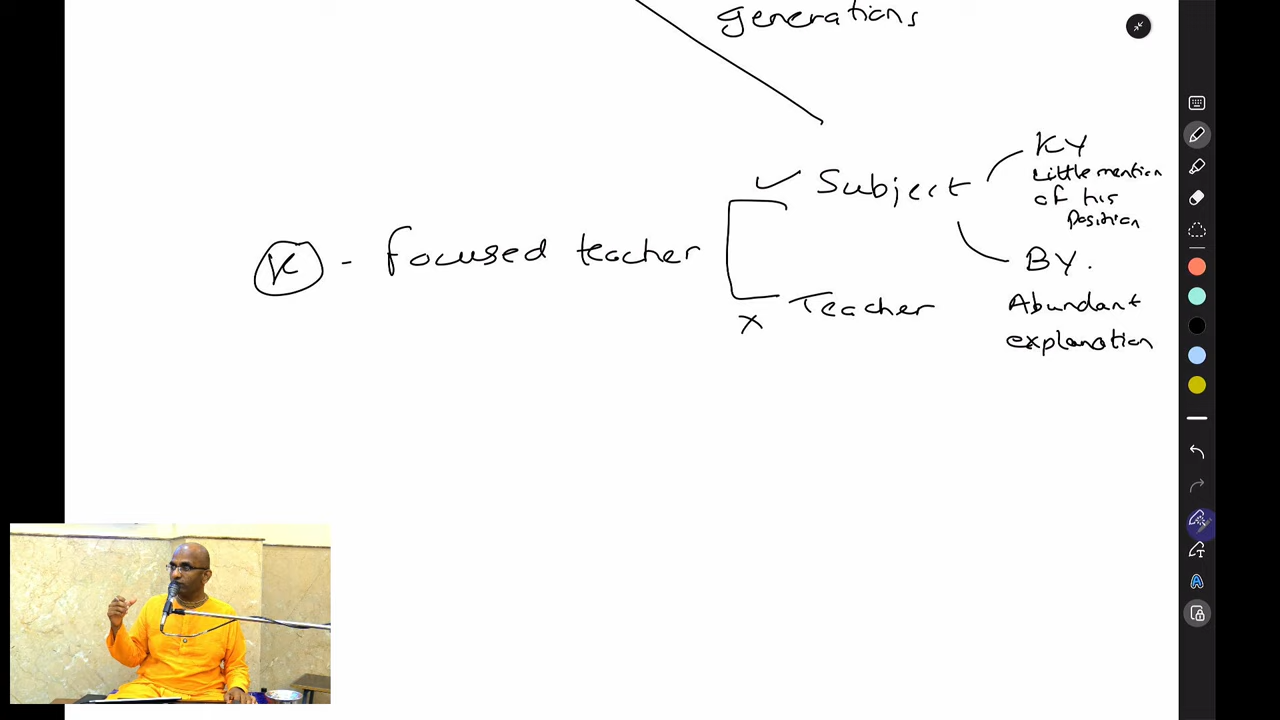 generations
KY
Little mention
of his
position
✓ Subject
K - focused teacher
BY.
x Teacher
Abundant
explanation